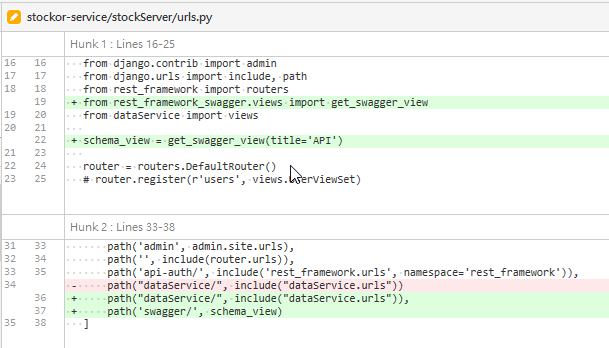 stockor-service/stockServer/urls.py
Hunk 1 : Lines 16-25
16 16 from django.contrib import admin
17 17 from django.urls import include, path
18 18 from rest_framework import routers
19 + from rest_framework_swagger.views import get_swagger_view
19 20 from dataService import views
20 21
22 + schema_view = get_swagger_view(title='API')
21 23
22 24 router = routers.DefaultRouter()
23 25 # router.register(r'users', views.UserViewSet)
Hunk 2 : Lines 33-38
31 33 path('admin', admin.site.urls),
32 34 path('', include(router.urls)),
33 35 path('api-auth/', include('rest_framework.urls', namespace='rest_framework')),
34 - path("dataService/", include("dataService.urls"))
36 + path("dataService/", include("dataService.urls")),
37 + path('swagger/', schema_view)
35 38 ]